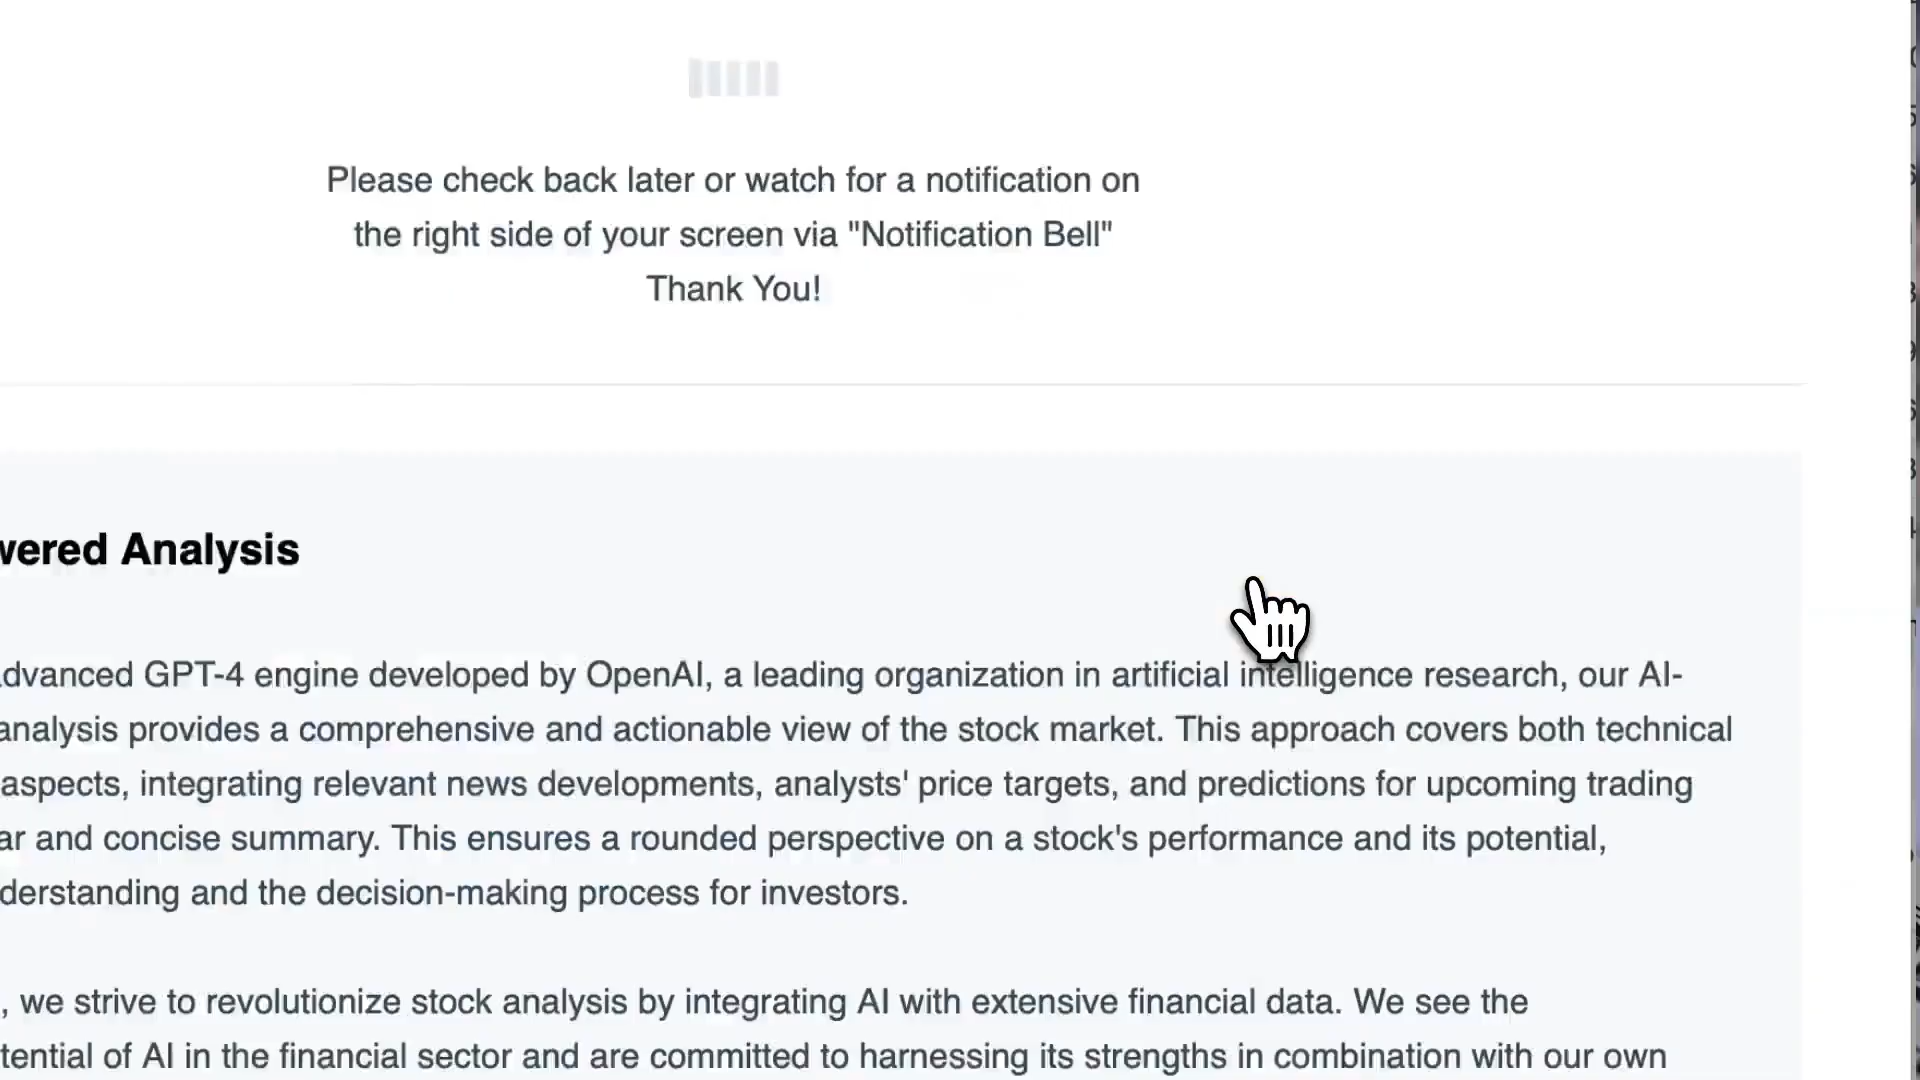 Please check back later or watch for a notification on
the right side of your screen via "Notification Bell"
Thank You!
wered Analysis
dvanced GPT-4 engine developed by OpenAI, a leading organization in artificial intelligence research, our AI-
analysis provides a comprehensive and actionable view of the stock market. This approach covers both technical
aspects, integrating relevant news developments, analysts' price targets, and predictions for upcoming trading
ar and concise summary. This ensures a rounded perspective on a stock's performance and its potential,
derstanding and the decision-making process for investors.
, we strive to revolutionize stock analysis by integrating AI with extensive financial data. We see the
tential of AI in the financial sector and are committed to harnessing its strengths in combination with our own